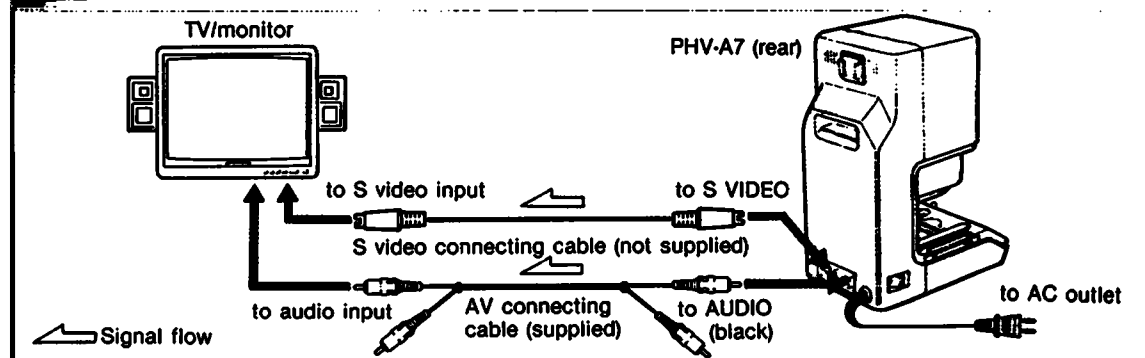 TV/monitor
PHV-A7 (rear)
to S video input
to S VIDEO
S video connecting cable (not supplied)
to audio input
AV connecting
cable (supplied)
to AUDIO
(black)
to AC outlet
Signal flow